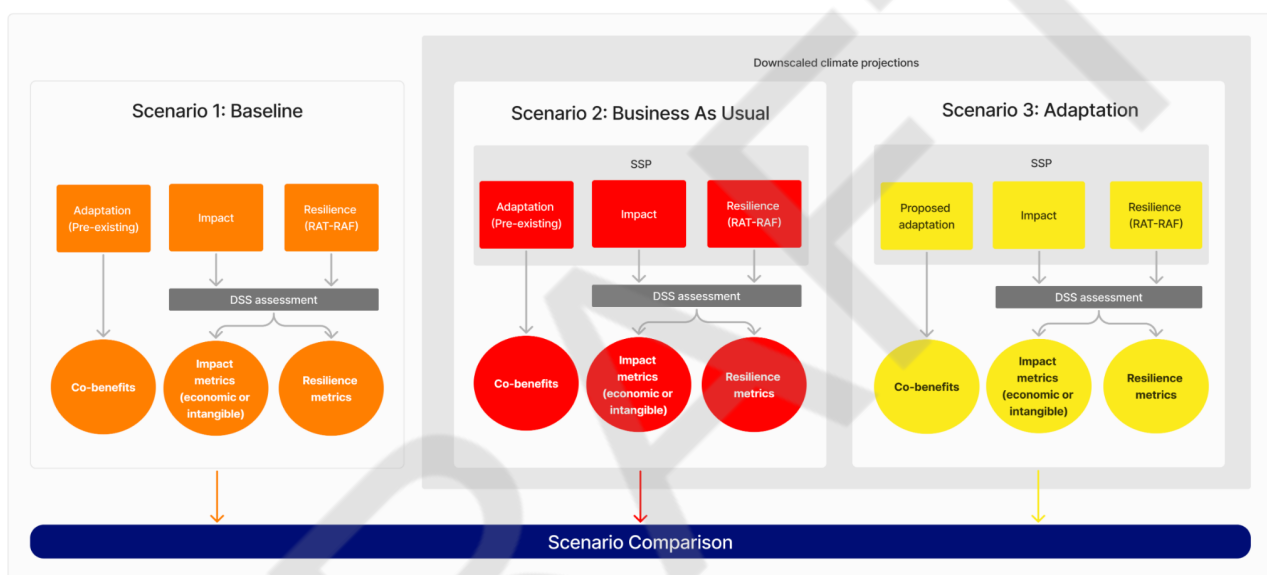 Downscaled climate projections
Scenario 1: Baseline
Adaptation
(Pre-existing)
Impact
Resilience
(RAT-RAF)
DSS assessment
Co-benefits
Impact
metrics
(economic or
intangible)
Resilience
metrics
Scenario 2: Business As Usual
SSP
Adaptation
(Pre-existing)
Impact
Resilience
(RAT-RAF)
DSS assessment
Co-benefits
Impact
metrics
(economic or
intangible)
Resilience
metrics
Scenario 3: Adaptation
SSP
Proposed
adaptation
Impact
Resilience
(RAT-RAF)
DSS assessment
Co-benefits
Impact
metrics
(economic or
intangible)
Resilience
metrics
Scenario Comparison
DRAFT